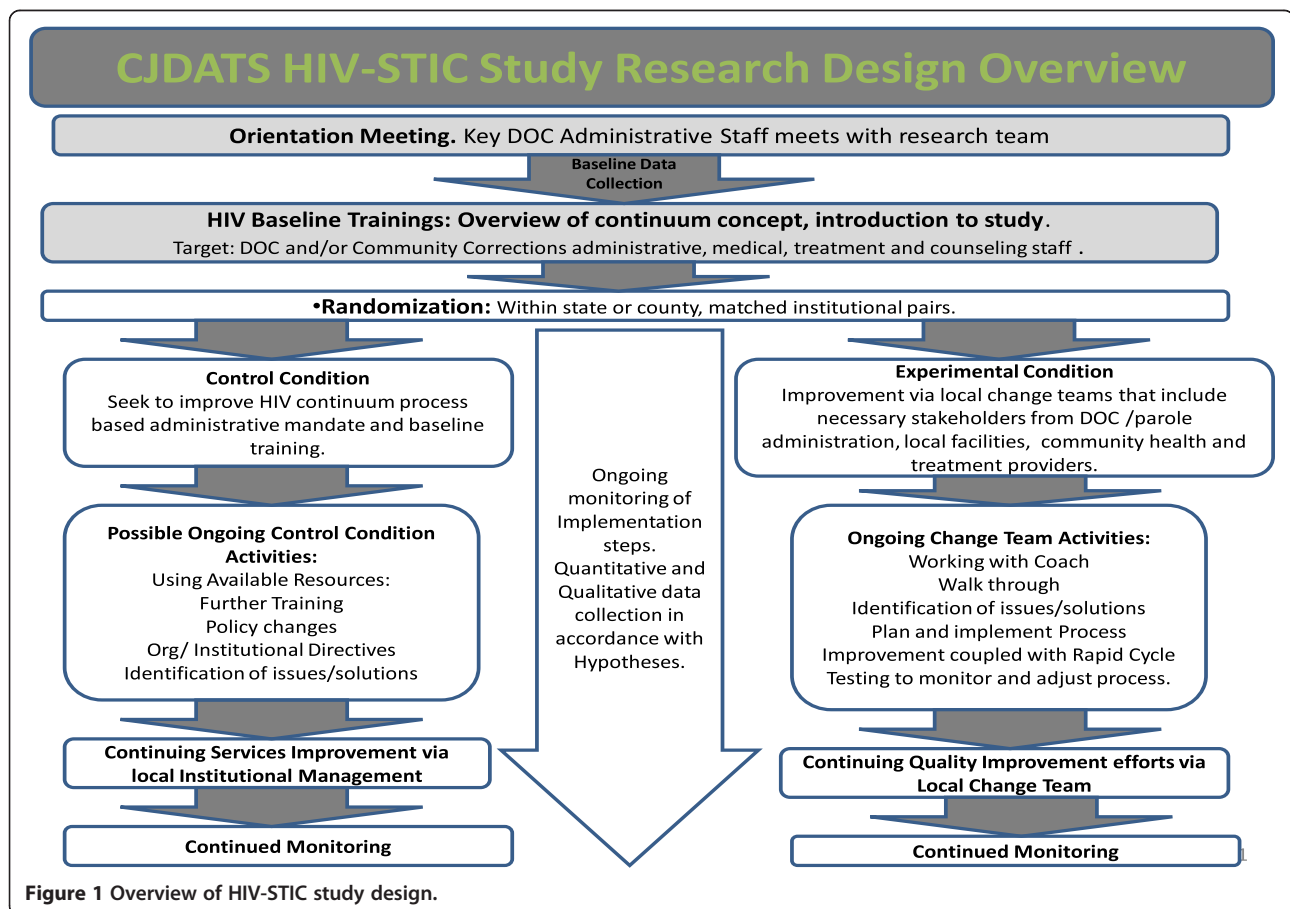 CJDATS HIV-STIC Study Research Design Overview
Orientation Meeting. Key DOC Administrative Staff meets with research team
Baseline Data
Collection
HIV Baseline Trainings: Overview of continuum concept, introduction to study.
Target: DOC and/or Community Corrections administrative, medical, treatment and counseling staff .
•Randomization: Within state or county, matched institutional pairs.
Control Condition
Seek to improve HIV continuum process
based administrative mandate and baseline
training.
Possible Ongoing Control Condition
Activities:
Using Available Resources:
Further Training
Policy changes
Org/ Institutional Directives
Identification of issues/solutions
Continuing Services Improvement via
local Institutional Management
Continued Monitoring
Ongoing
monitoring of
Implementation
steps.
Quantitative and
Qualitative data
collection in
accordance with
Hypotheses.
Experimental Condition
Improvement via local change teams that include
necessary stakeholders from DOC /parole
administration, local facilities,  community health and
treatment providers.
Ongoing Change Team Activities:
Working with Coach
Walk through
Identification of issues/solutions
Plan and implement Process
Improvement coupled with Rapid Cycle
Testing to monitor and adjust process.
Continuing Quality Improvement efforts via
Local Change Team
Continued Monitoring
1
Figure 1 Overview of HIV-STIC study design.